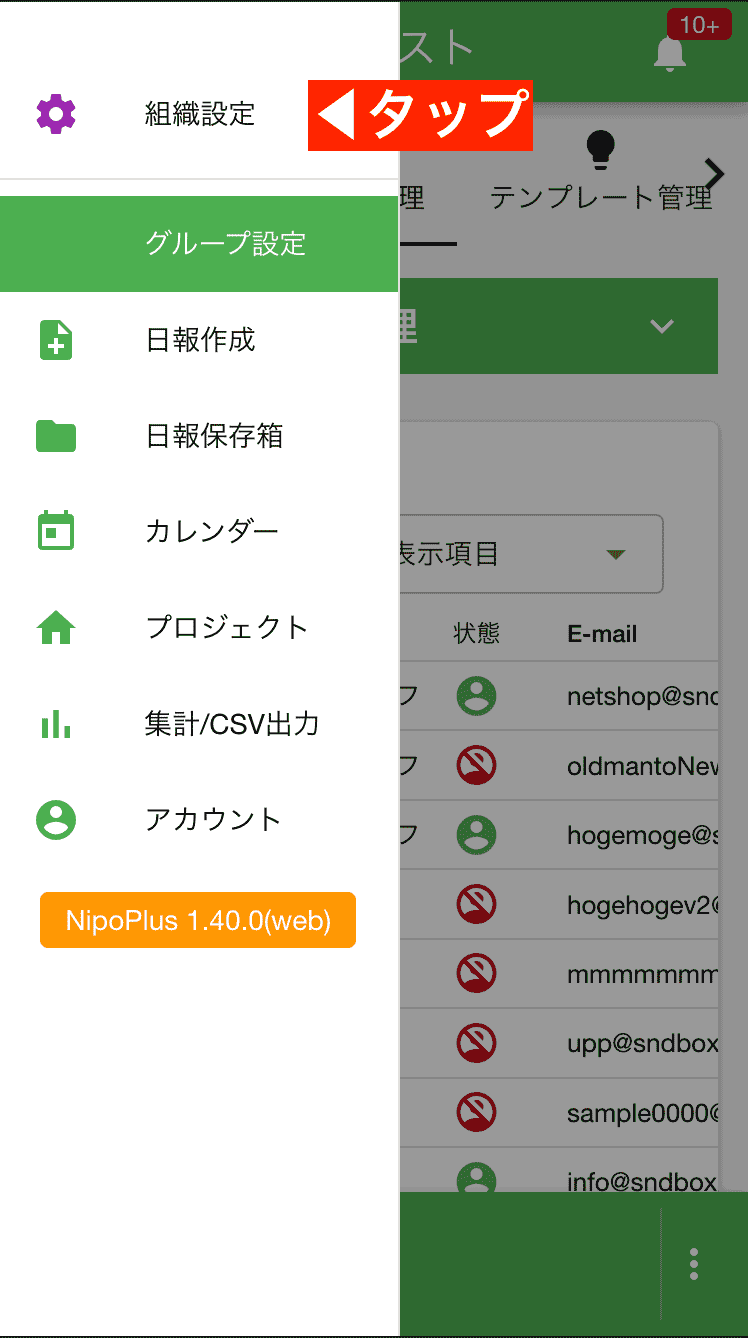 スト
10+
組織設定
タップ
理
テンプレート管理
グループ設定
理
日報作成
日報保存箱
カレンダー
表示項目
プロジェクト
状態
E-mail
フ
netshop@snd
集計/CSV出力
フ
oldmantoNew
アカウント
フ
hogemoge@s
NipoPlus 1.40.0(web)
hogehogev2@
mmmmmmm
upp@sndbox
sample0000@
info@sndbox